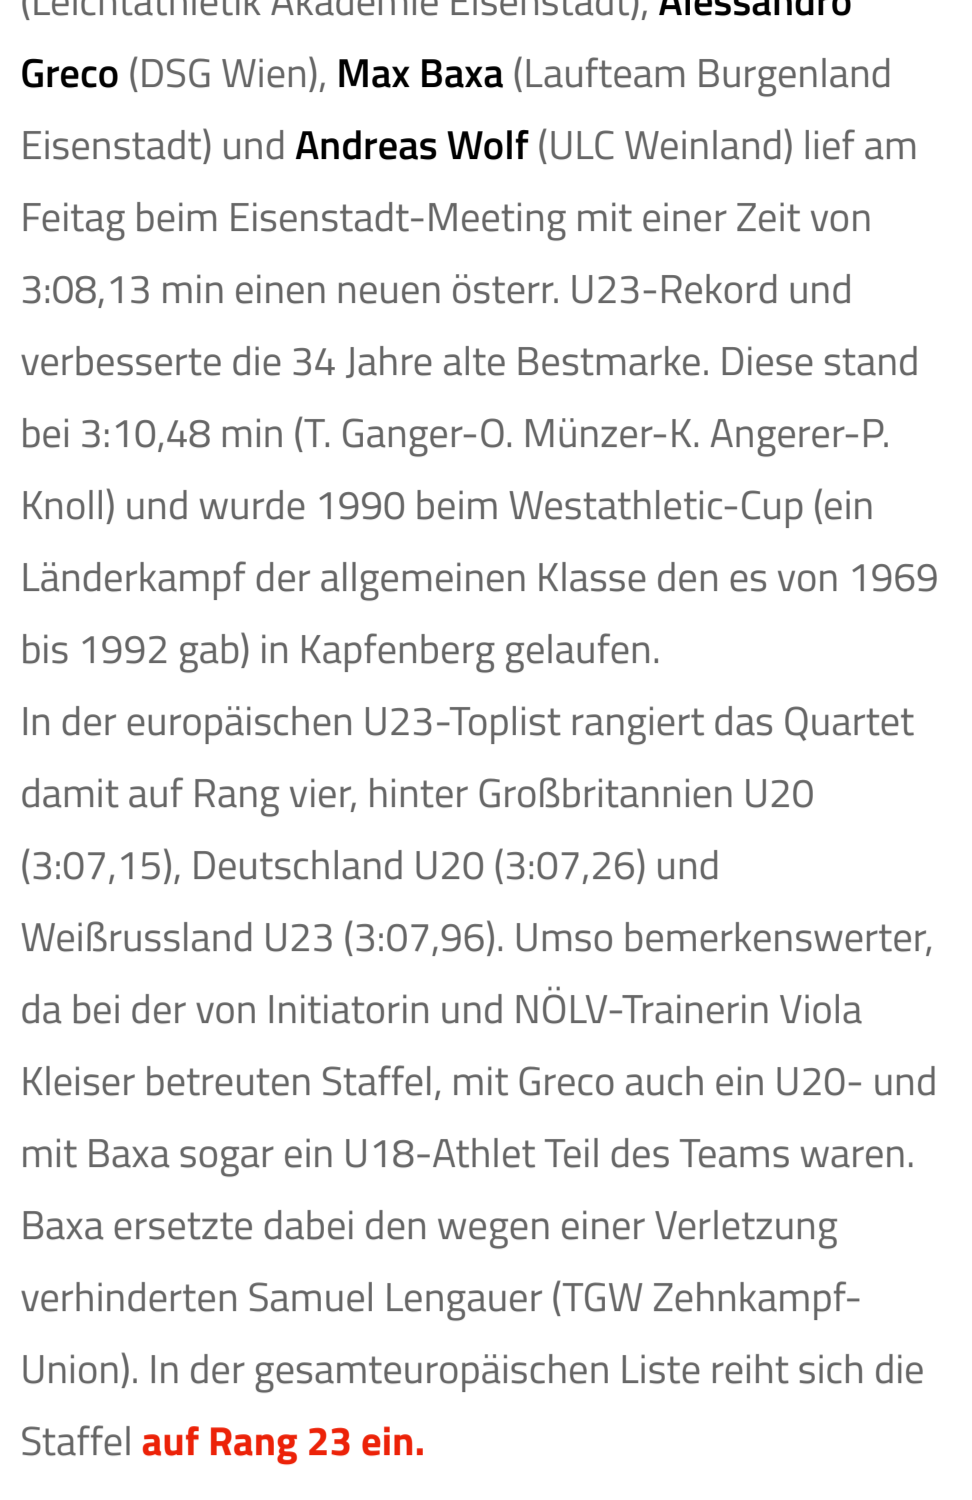 (Leichtathletik Akademie Eisenstadt), Alessandro
Greco (DSG Wien), Max Baxa (Laufteam Burgenland
Eisenstadt) und Andreas Wolf (ULC Weinland) lief am
Feitag beim Eisenstadt-Meeting mit einer Zeit von
3:08,13 min einen neuen österr. U23-Rekord und
verbesserte die 34 Jahre alte Bestmarke. Diese stand
bei 3:10,48 min (T. Ganger-O. Münzer-K. Angerer-P.
Knoll) und wurde 1990 beim Westathletic-Cup (ein
Länderkampf der allgemeinen Klasse den es von 1969
bis 1992 gab) in Kapfenberg gelaufen.
In der europäischen U23-Toplist rangiert das Quartet
damit auf Rang vier, hinter Großbritannien U20
(3:07,15), Deutschland U20 (3:07,26) und
Weißrussland U23 (3:07,96). Umso bemerkenswerter,
da bei der von Initiatorin und NÖLV-Trainerin Viola
Kleiser betreuten Staffel, mit Greco auch ein U20- und
mit Baxa sogar ein U18-Athlet Teil des Teams waren.
Baxa ersetzte dabei den wegen einer Verletzung
verhinderten Samuel Lengauer (TGW Zehnkampf-
Union). In der gesamteuropäischen Liste reiht sich die
Staffel auf Rang 23 ein.